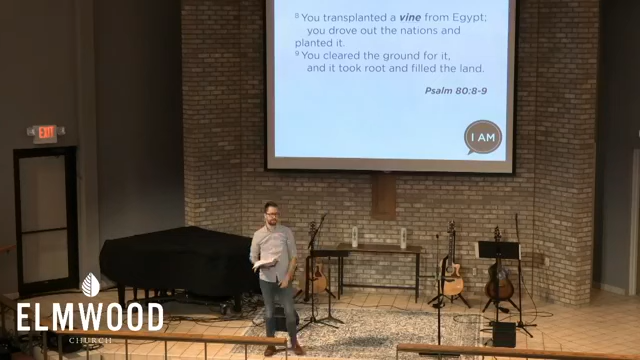 ⁸ You transplanted a vine from Egypt;
you drove out the nations and
planted it.
⁹ You cleared the ground for it,
and it took root and filled the land.
Psalm 80:8-9
I AM
EXIT
ELMWOOD
CHURCH